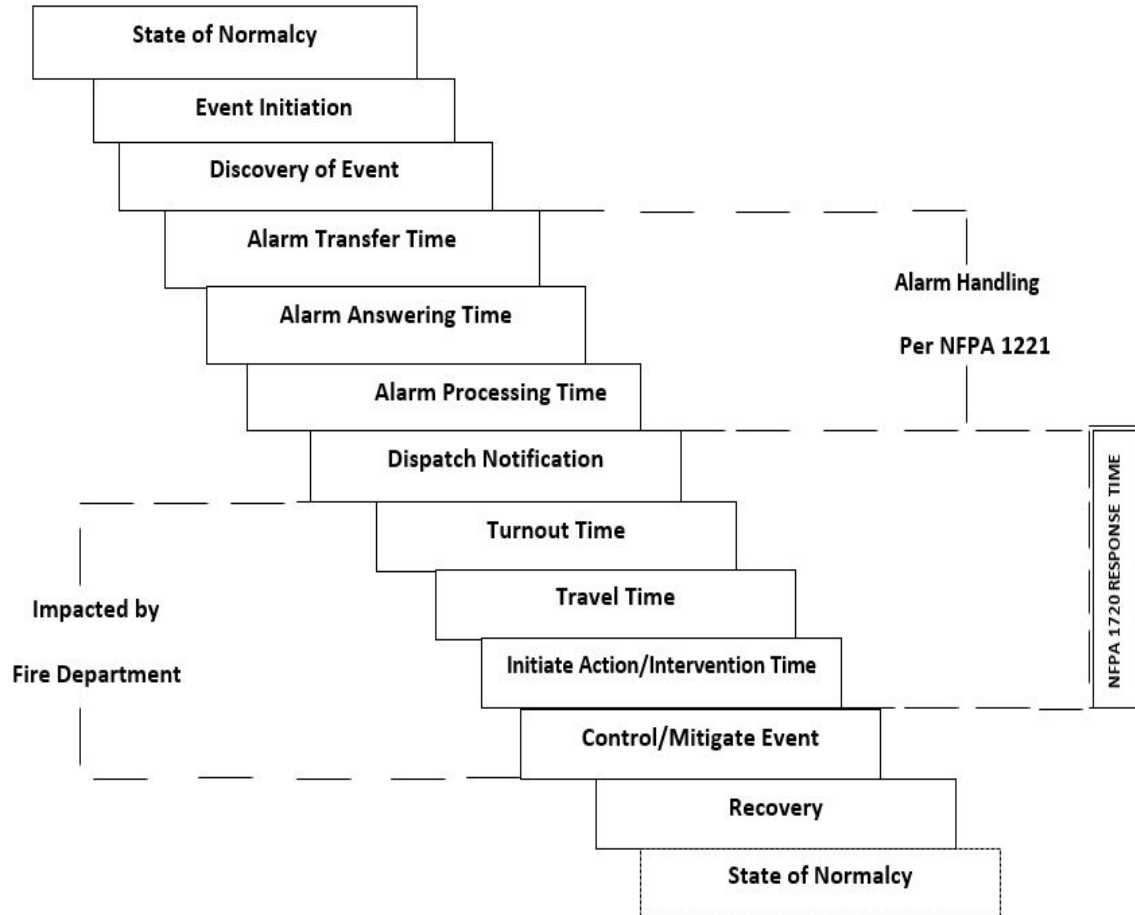 State of Normalcy
Event Initiation
Discovery of Event
Alarm Transfer Time
Alarm Handling
Alarm Answering Time
Per NFPA 1221
Alarm Processing Time
Dispatch Notification
NFPA 1720 RESPONSE TIME
Turnout Time
Travel Time
Impacted by
Fire Department
Initiate Action/Intervention Time
Control/Mitigate Event
Recovery
State of Normalcy